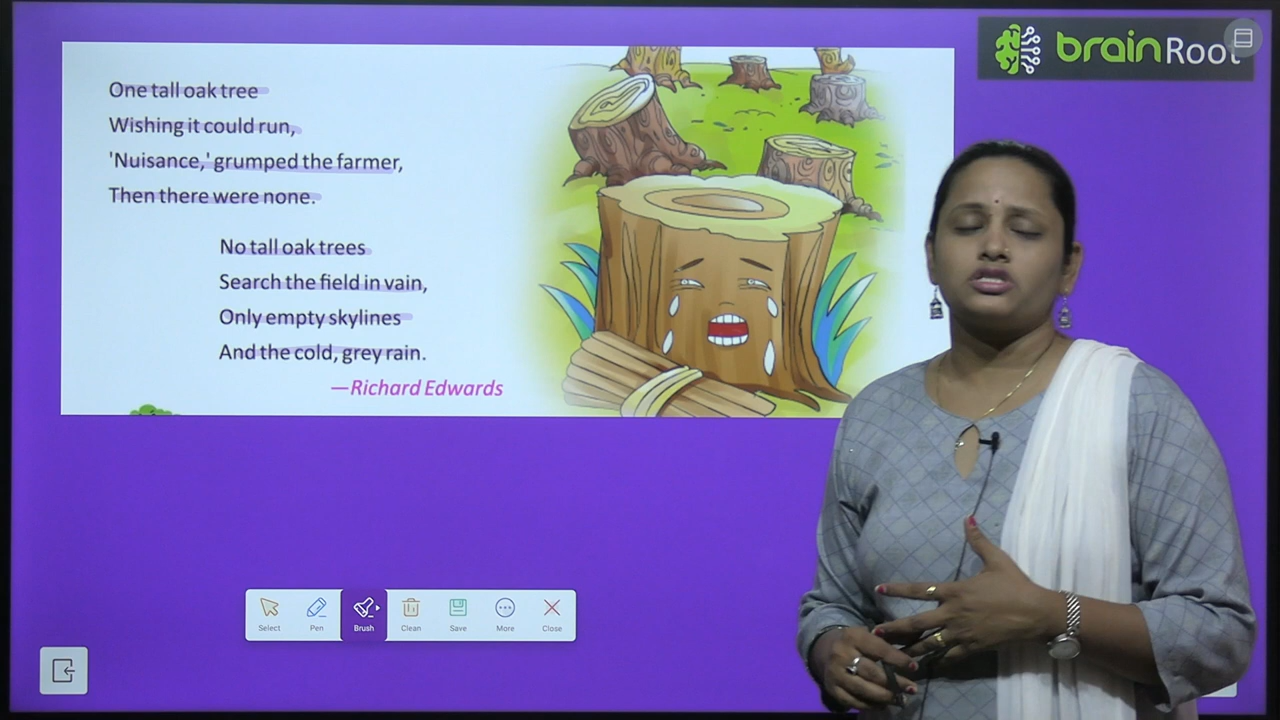 One tall oak tree
Wishing it could run,
'Nuisance,' grumped the farmer,
Then there were none.
No tall oak trees
Search the field in vain,
Only empty skylines
And the cold, grey rain.
—Richard Edwards
brainRoot
Select Pen Brush Clean Save More Close